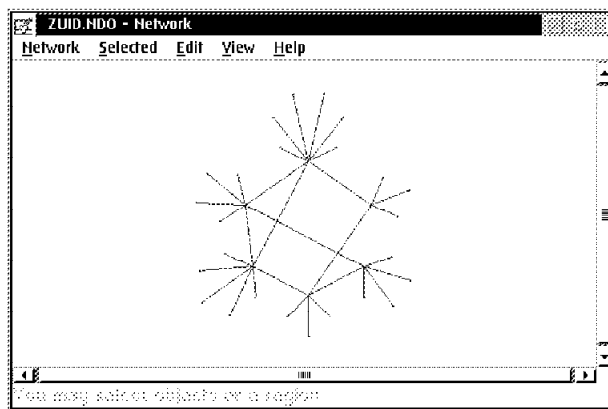 ZUID.NDO - Network
Network Selected Edit View Help
You may select objects or a region